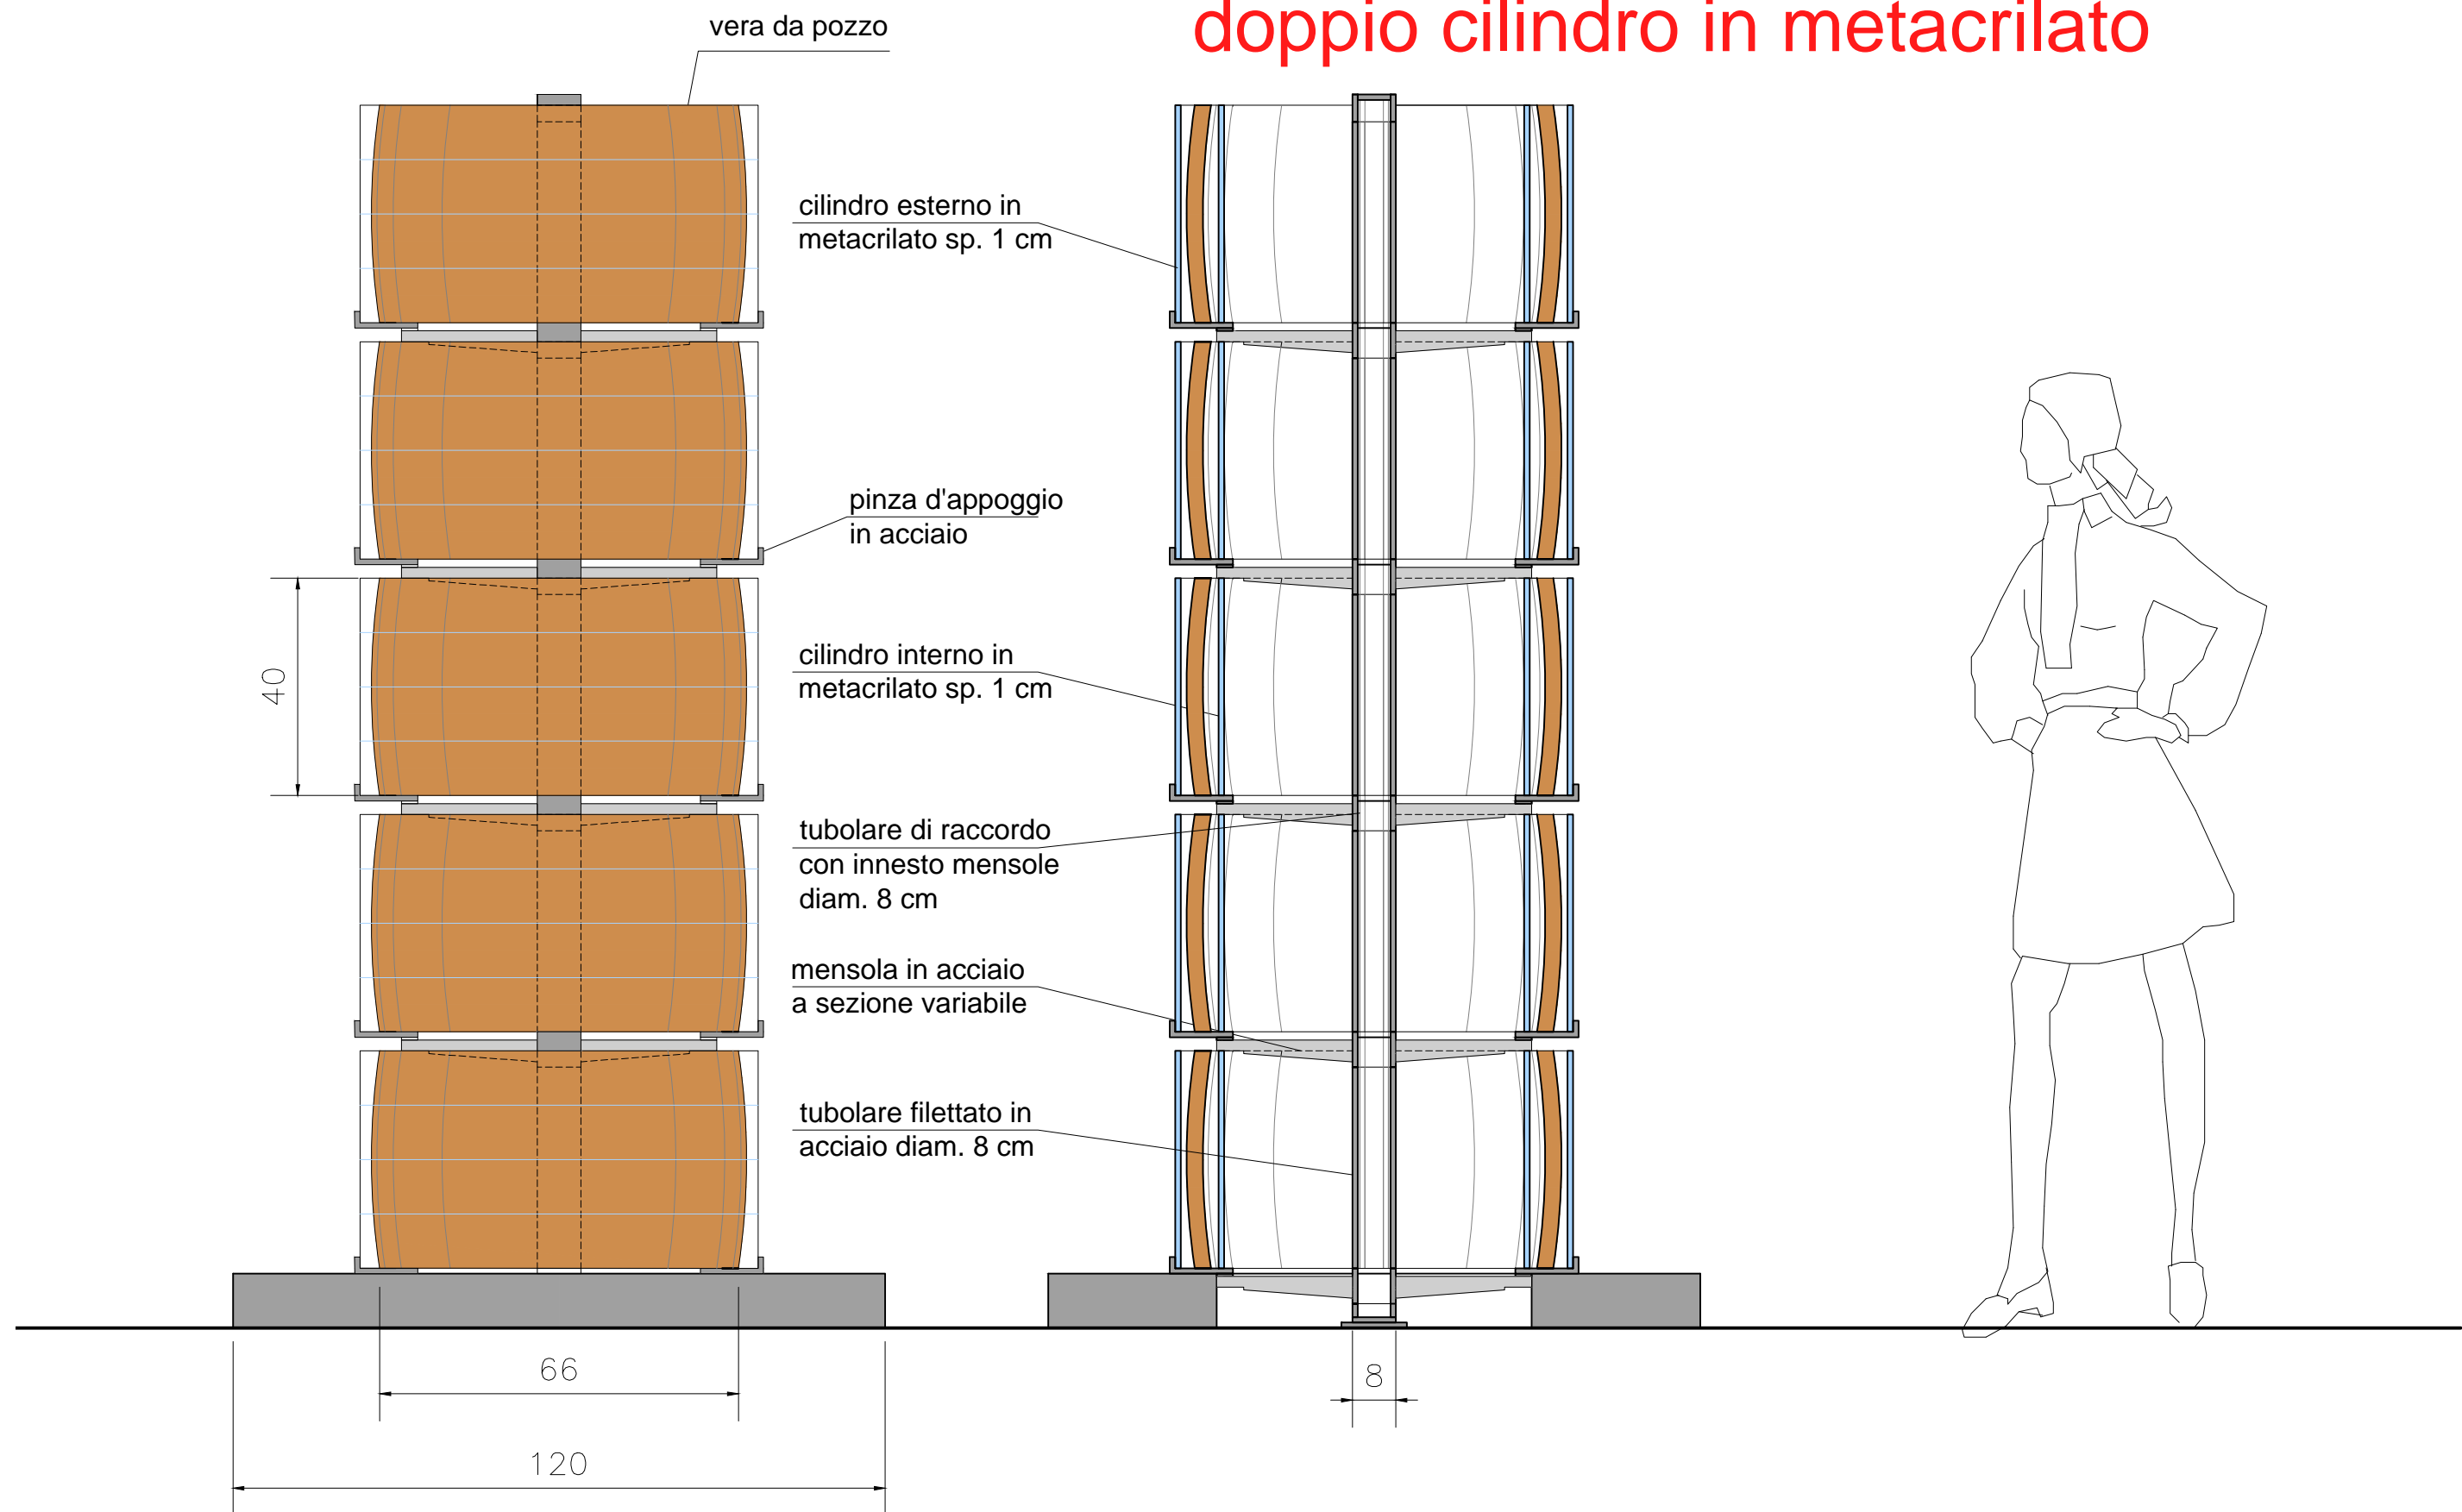 doppio cilindro in metacrilato
vera da pozzo
cilindro esterno in
metacrilato sp. 1 cm
pinza d'appoggio
in acciaio
cilindro interno in
metacrilato sp. 1 cm
40
tubolare di raccordo
con innesto mensole
diam. 8 cm
mensola in acciaio
a sezione variabile
tubolare filettato in
acciaio diam. 8 cm
66
8
120